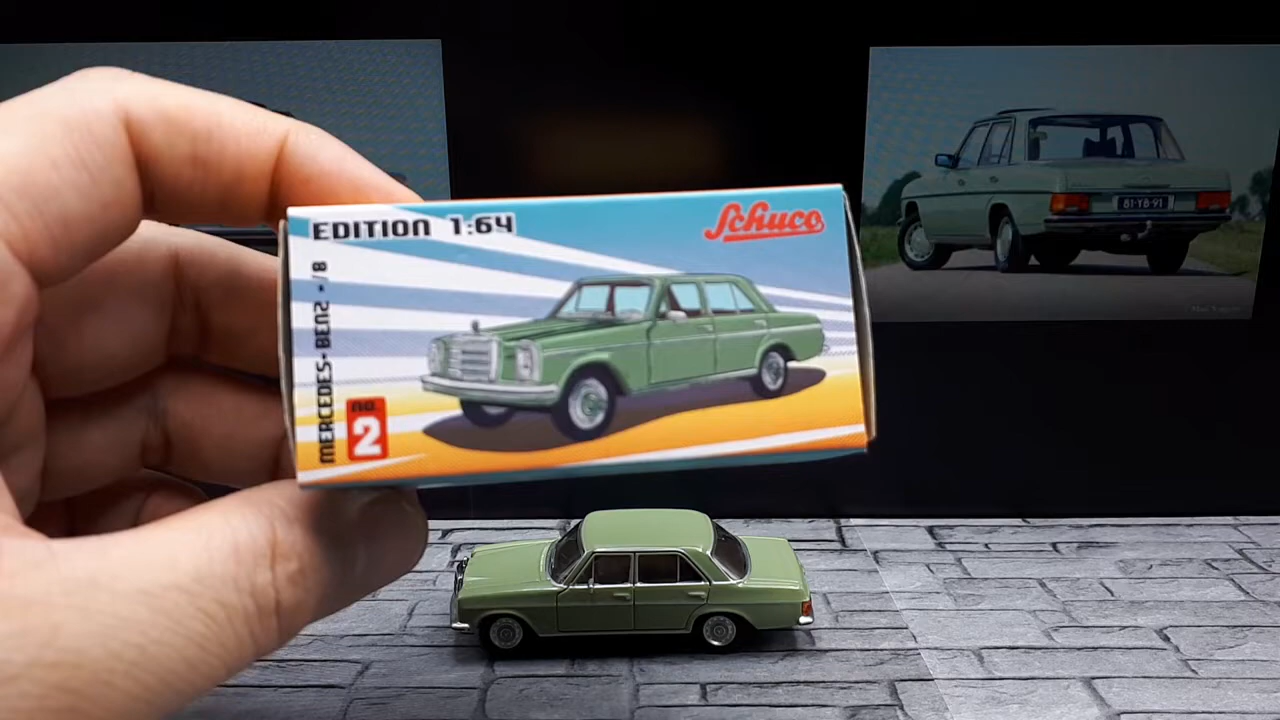 EDITION 1:64
Schuco
MERCEDES-BENZ - /8
no.
2
81-YB-91